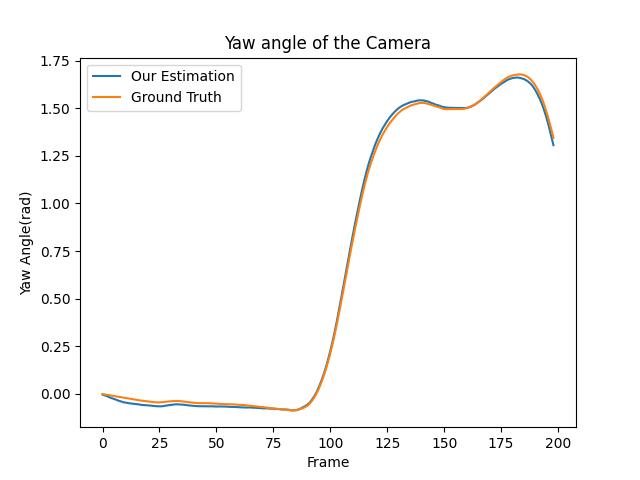 Yaw angle of the Camera
Our Estimation
Ground Truth
1.75
1.50
1.25
1.00
0.75
0.50
0.25
0.00
Yaw Angle(rad)
0 25 50 75 100 125 150 175 200
Frame